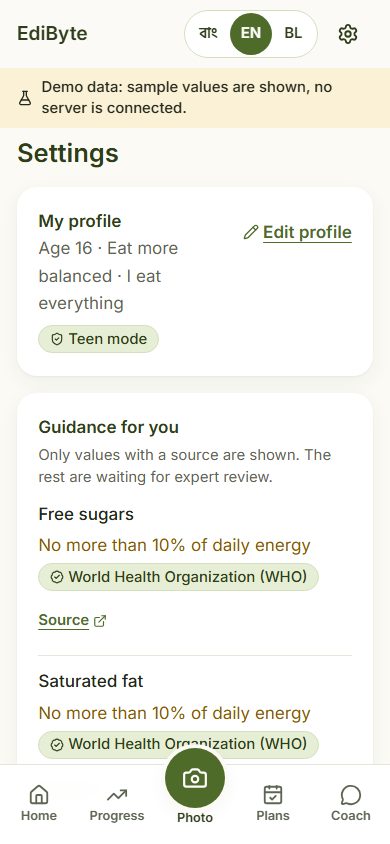 EdiByte
বাং EN BL
Demo data: sample values are shown, no
server is connected.
Settings
My profile
Edit profile
Age 16 · Eat more
balanced · I eat
everything
Teen mode
Guidance for you
Only values with a source are shown. The
rest are waiting for expert review.
Free sugars
No more than 10% of daily energy
World Health Organization (WHO)
Source
Saturated fat
No more than 10% of daily energy
World Health Organization (WHO)
Home Progress Photo Plans Coach